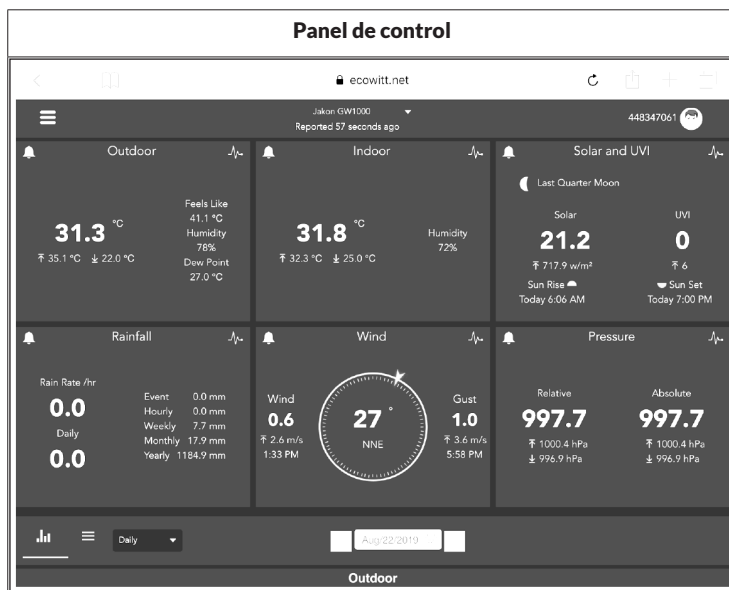 Panel de control
ecowitt.net
Jakon GW1000
Reported 57 seconds ago
448347061
Outdoor
31.3 °C
↑ 35.1 °C ↓ 22.0 °C
Feels Like
41.1 °C
Humidity
78%
Dew Point
27.0 °C
Indoor
31.8 °C
↑ 32.3 °C ↓ 25.0 °C
Humidity
72%
Solar and UVI
Last Quarter Moon
Solar
21.2
↑ 717.9 w/m²
UVI
0
↑ 6
Sun Rise
Today 6:06 AM
Sun Set
Today 7:00 PM
Rainfall
Rain Rate /hr
0.0
Daily
0.0
Event 0.0 mm
Hourly 0.0 mm
Weekly 7.7 mm
Monthly 17.9 mm
Yearly 1184.9 mm
Wind
Wind
0.6
↑ 2.6 m/s
1:33 PM
27 °
NNE
Gust
1.0
↑ 3.6 m/s
5:58 PM
Pressure
Relative
997.7
↑ 1000.4 hPa
↓ 996.9 hPa
Absolute
997.7
↑ 1000.4 hPa
↓ 996.9 hPa
Daily
Aug/22/2019
Outdoor